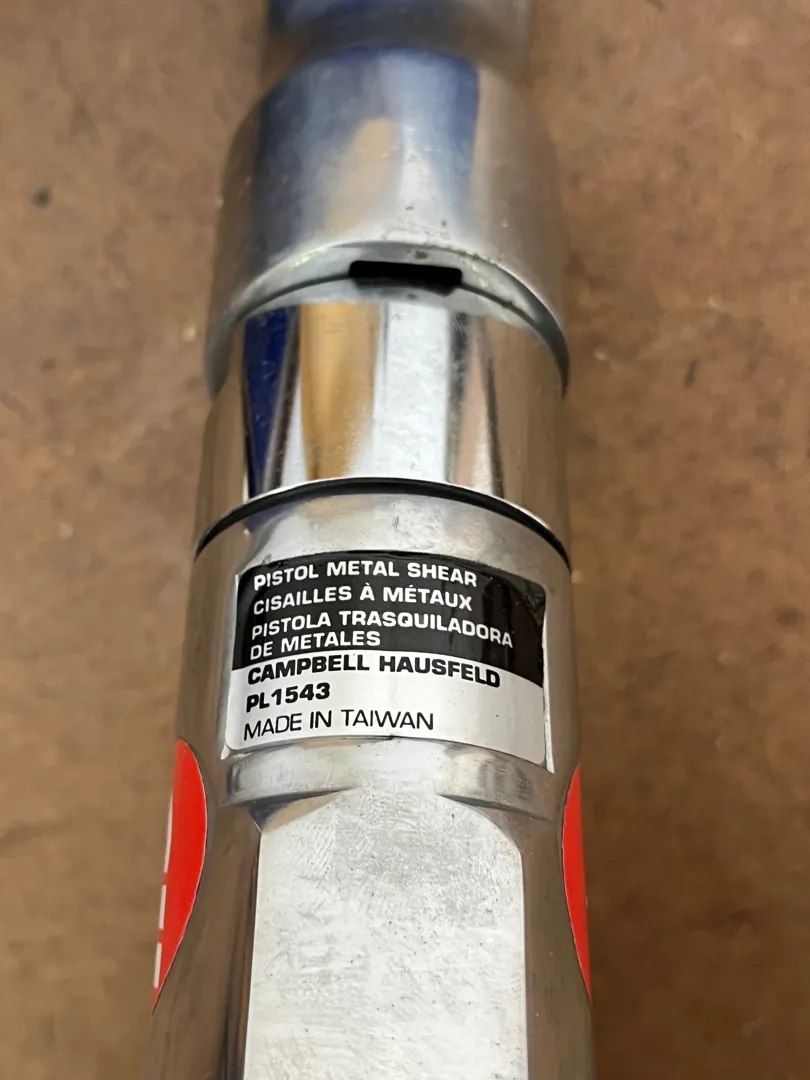 PISTOL METAL SHEAR
CISAILLES À MÉTAUX
PISTOLA TRASQUILADORA
DE METALES
CAMPBELL HAUSFELD
PL1543
MADE IN TAIWAN